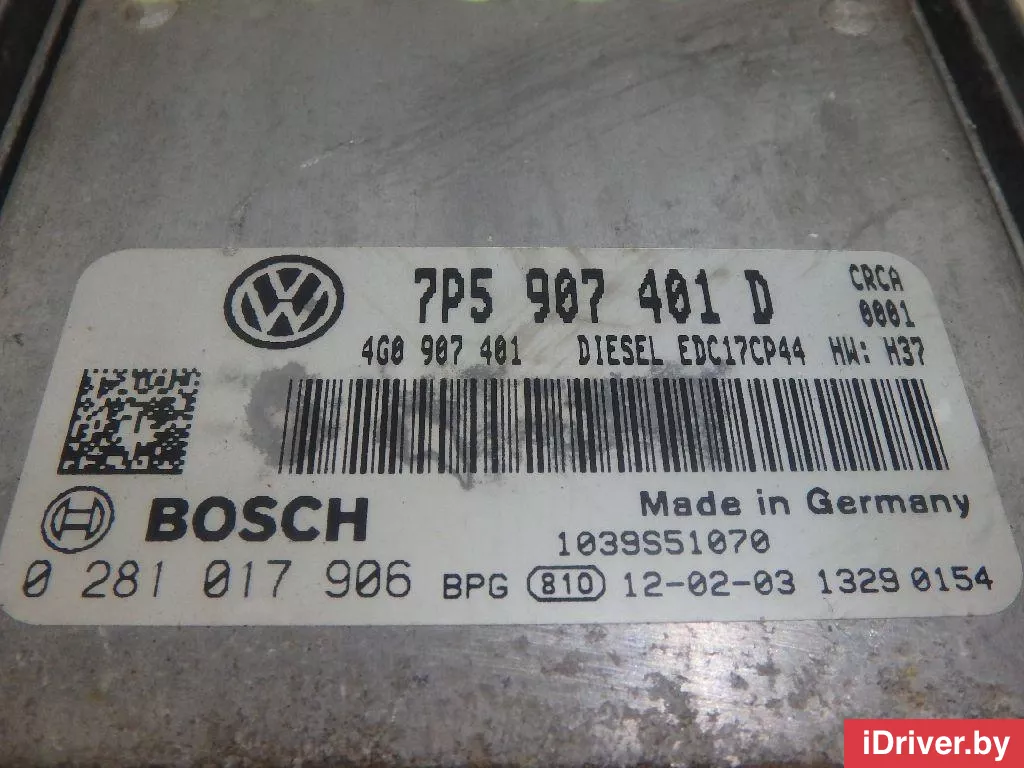 7P5 907 401 D
CRCA
0001
4G0 907 401 DIESEL EDC17CP44 HW: H37
BOSCH
Made in Germany
1039S51070
0 281 017 906 BPG 810 12-02-03 1329 0154
iDriver.by